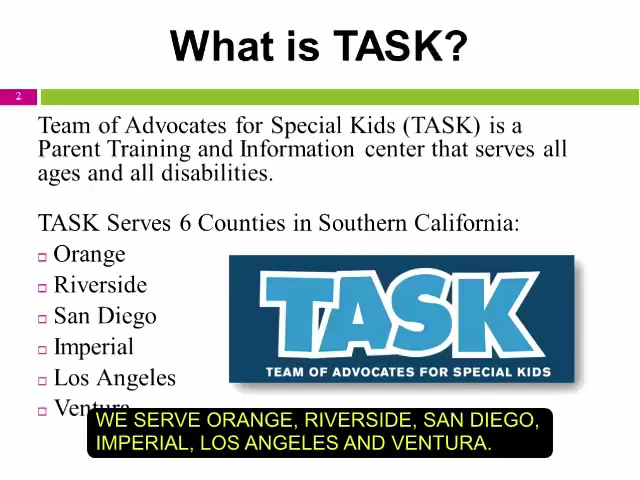 What is TASK?
2
Team of Advocates for Special Kids (TASK) is a
Parent Training and Information center that serves all
ages and all disabilities.
TASK Serves 6 Counties in Southern California:
Orange
Riverside
San Diego
Imperial
Los Angeles
Ventura
TASK
TEAM OF ADVOCATES FOR SPECIAL KIDS
WE SERVE ORANGE, RIVERSIDE, SAN DIEGO,
IMPERIAL, LOS ANGELES AND VENTURA.